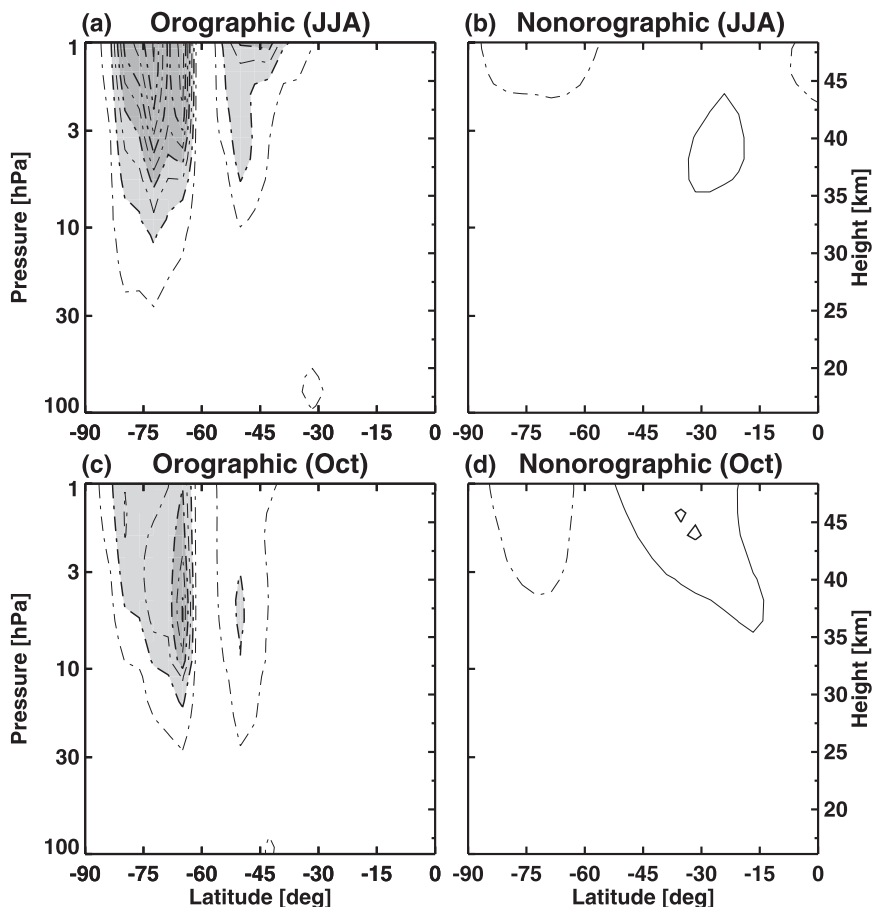 (a) Orographic (JJA)
(b) Nonorographic (JJA)
1
3
10
30
100
Pressure [hPa]
45
40
35
30
25
20
Height [km]
-90 -75 -60 -45 -30 -15 0
-90 -75 -60 -45 -30 -15 0
(c) Orographic (Oct)
(d) Nonorographic (Oct)
1
3
10
30
100
Pressure [hPa]
45
40
35
30
25
20
Height [km]
-90 -75 -60 -45 -30 -15 0
-90 -75 -60 -45 -30 -15 0
Latitude [deg]
Latitude [deg]